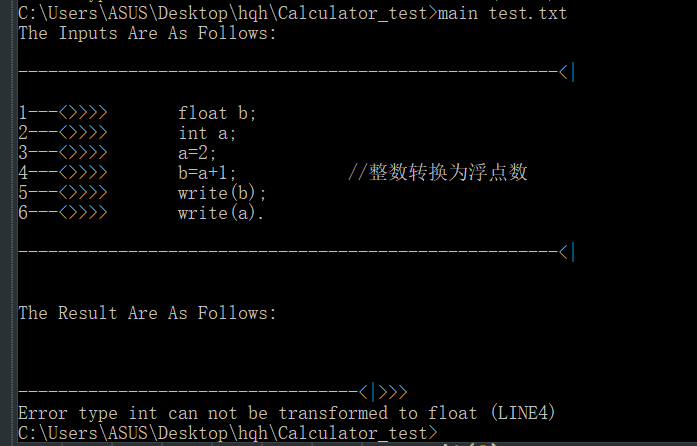 C:\Users\ASUS\Desktop\hqh\Calculator_test>main test.txt
The Inputs Are As Follows:
------------------------------------------------------<|
1---<>>>>       float b;
2---<>>>>       int a;
3---<>>>>       a=2;
4---<>>>>       b=a+1;           //整数转换为浮点数
5---<>>>>       write(b);
6---<>>>>       write(a).
------------------------------------------------------<|
The Result Are As Follows:
----------------------------------<|>>>
Error type int can not be transformed to float (LINE4)
C:\Users\ASUS\Desktop\hqh\Calculator_test>